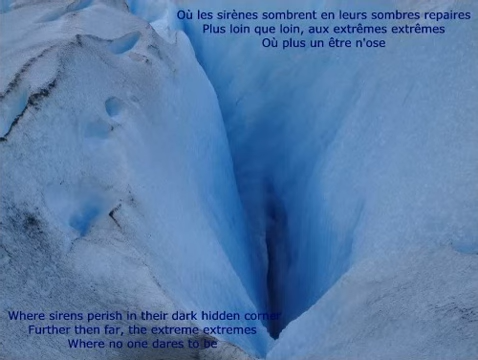 Où les sirènes sombrent en leurs sombres repaires
Plus loin que loin, aux extrêmes extrêmes
Où plus un être n'ose
Where sirens perish in their dark hidden corner
Further then far, the extreme extremes
Where no one dares to be